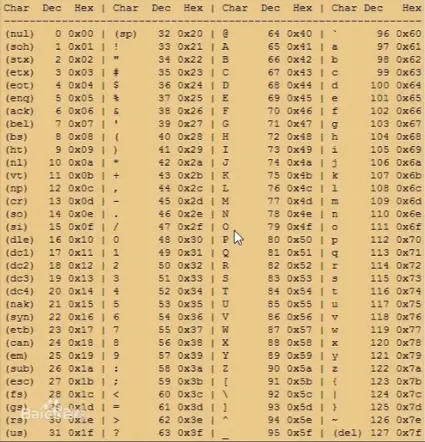 Char Dec Hex | Char Dec Hex | Char Dec Hex | Char Dec Hex
(nul) 0 0x00 | (sp) 32 0x20 | @ 64 0x40 | ` 96 0x60
(soh) 1 0x01 | ! 33 0x21 | A 65 0x41 | a 97 0x61
(stx) 2 0x02 | " 34 0x22 | B 66 0x42 | b 98 0x62
(etx) 3 0x03 | # 35 0x23 | C 67 0x43 | c 99 0x63
(eot) 4 0x04 | $ 36 0x24 | D 68 0x44 | d 100 0x64
(enq) 5 0x05 | % 37 0x25 | E 69 0x45 | e 101 0x65
(ack) 6 0x06 | & 38 0x26 | F 70 0x46 | f 102 0x66
(bel) 7 0x07 | ' 39 0x27 | G 71 0x47 | g 103 0x67
(bs) 8 0x08 | ( 40 0x28 | H 72 0x48 | h 104 0x68
(ht) 9 0x09 | ) 41 0x29 | I 73 0x49 | i 105 0x69
(nl) 10 0x0a | * 42 0x2a | J 74 0x4a | j 106 0x6a
(vt) 11 0x0b | + 43 0x2b | K 75 0x4b | k 107 0x6b
(np) 12 0x0c | , 44 0x2c | L 76 0x4c | l 108 0x6c
(cr) 13 0x0d | - 45 0x2d | M 77 0x4d | m 109 0x6d
(so) 14 0x0e | . 46 0x2e | N 78 0x4e | n 110 0x6e
(si) 15 0x0f | / 47 0x2f | O 79 0x4f | o 111 0x6f
(dle) 16 0x10 | 0 48 0x30 | P 80 0x50 | p 112 0x70
(dc1) 17 0x11 | 1 49 0x31 | Q 81 0x51 | q 113 0x71
(dc2) 18 0x12 | 2 50 0x32 | R 82 0x52 | r 114 0x72
(dc3) 19 0x13 | 3 51 0x33 | S 83 0x53 | s 115 0x73
(dc4) 20 0x14 | 4 52 0x34 | T 84 0x54 | t 116 0x74
(nak) 21 0x15 | 5 53 0x35 | U 85 0x55 | u 117 0x75
(syn) 22 0x16 | 6 54 0x36 | V 86 0x56 | v 118 0x76
(etb) 23 0x17 | 7 55 0x37 | W 87 0x57 | w 119 0x77
(can) 24 0x18 | 8 56 0x38 | X 88 0x58 | x 120 0x78
(em) 25 0x19 | 9 57 0x39 | Y 89 0x59 | y 121 0x79
(sub) 26 0x1a | : 58 0x3a | Z 90 0x5a | z 122 0x7a
(esc) 27 0x1b | ; 59 0x3b | [ 91 0x5b | { 123 0x7b
(fs) 28 0x1c | < 60 0x3c | \ 92 0x5c | | 124 0x7c
(gs) 0x1d | = 61 0x3d | ] 93 0x5d | } 125 0x7d
(rs) 30 0x1e | > 62 0x3e | ^ 94 0x5e | ~ 126 0x7e
(us) 31 0x1f | ? 63 0x3f | _ 95 0x5f | (del) 127 0x7f